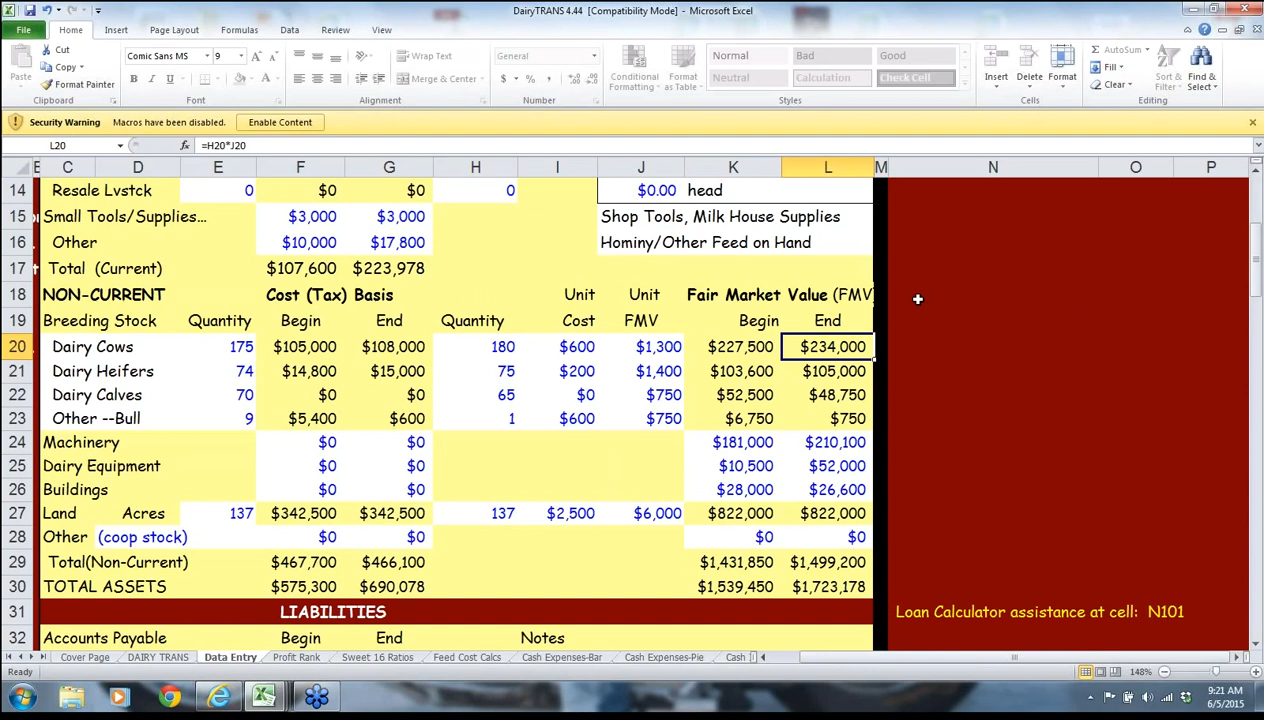 DairyTRANS 4.44 [Compatibility Mode] - Microsoft Excel
File Home Insert Page Layout Formulas Data Review View
Paste
Cut
Copy
Format Painter
Clipboard
Comic Sans MS 9 A A
B I U A
Font
Wrap Text
Merge & Center
Alignment
General
$ % ,
Number
Conditional Formatting
Format as Table
Normal Bad Good
Neutral Calculation Check Cell
Styles
Insert Delete Format
Cells
Σ AutoSum
Fill
Clear
Sort & Filter
Find & Select
Editing
Security Warning Macros have been disabled. Enable Content
L20 fx =H20*J20
C D E F G H I J K L M N O P
14 Resale Lvstck 0 $0 $0 0 $0.00 head
15 Small Tools/Supplies… $3,000 $3,000 Shop Tools, Milk House Supplies
16 Other $10,000 $17,800 Hominy/Other Feed on Hand
17 Total (Current) $107,600 $223,978
18 NON-CURRENT Cost (Tax) Basis Unit Unit Fair Market Value (FMV)
19 Breeding Stock Quantity Begin End Quantity Cost FMV Begin End
20 Dairy Cows 175 $105,000 $108,000 180 $600 $1,300 $227,500 $234,000
21 Dairy Heifers 74 $14,800 $15,000 75 $200 $1,400 $103,600 $105,000
22 Dairy Calves 70 $0 $0 65 $0 $750 $52,500 $48,750
23 Other --Bull 9 $5,400 $600 1 $600 $750 $6,750 $750
24 Machinery $0 $0 $181,000 $210,100
25 Dairy Equipment $0 $0 $10,500 $52,000
26 Buildings $0 $0 $28,000 $26,600
27 Land Acres 137 $342,500 $342,500 137 $2,500 $6,000 $822,000 $822,000
28 Other (coop stock) $0 $0 $0 $0
29 Total(Non-Current) $467,700 $466,100 $1,431,850 $1,499,200
30 TOTAL ASSETS $575,300 $690,078 $1,539,450 $1,723,178
31 LIABILITIES Loan Calculator assistance at cell: N101
32 Accounts Payable Begin End Notes
Cover Page DAIRY TRANS Data Entry Profit Rank Sweet 16 Ratios Feed Cost Calcs Cash Expenses-Bar Cash Expenses-Pie Cash
Ready 148%
9:21 AM
6/5/2015